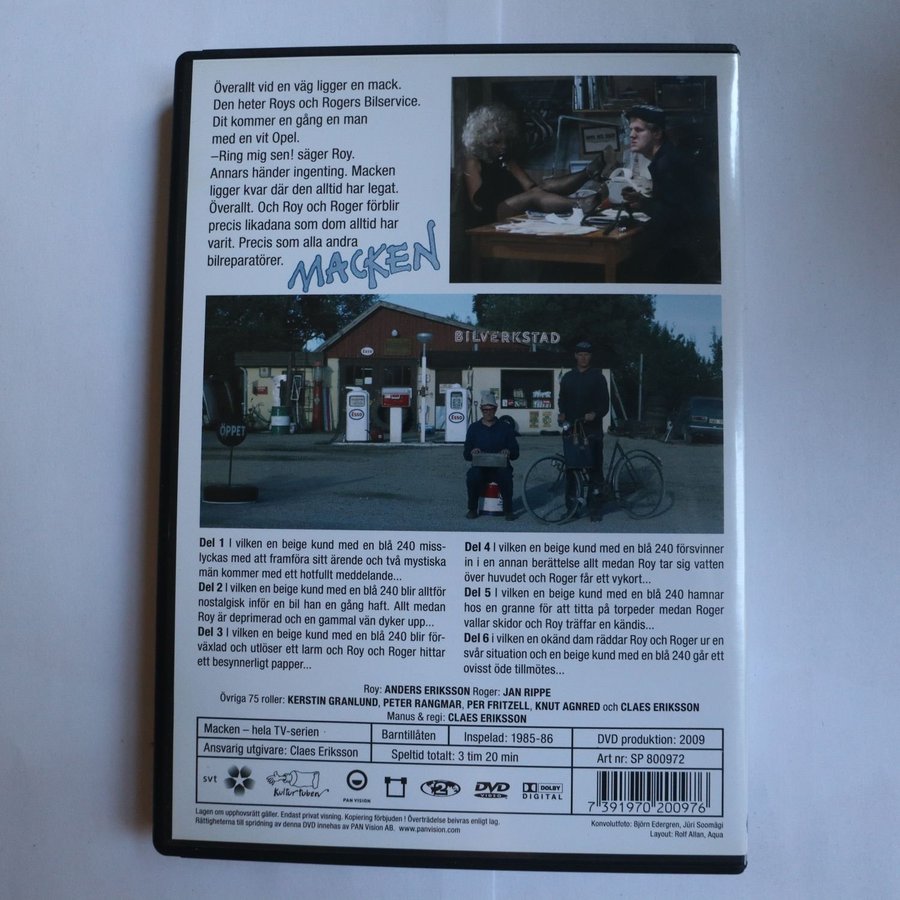 Överallt vid en väg ligger en mack.
Den heter Roys och Rogers Bilservice.
Dit kommer en gång en man
med en vit Opel.
–Ring mig sen! säger Roy.
Annars händer ingenting. Macken
ligger kvar där den alltid har legat.
Överallt. Och Roy och Roger förblir
precis likadana som dom alltid har
varit. Precis som alla andra
bilreparatörer.
MACKEN
BILVERKSTAD
Esso
Esso
Esso
ÖPPET
Del 1 I vilken en beige kund med en blå 240 miss-
lyckas med att framföra sitt ärende och två mystiska
män kommer med ett hotfullt meddelande...
Del 2 I vilken en beige kund med en blå 240 blir alltför
nostalgisk inför en bil han en gång haft. Allt medan
Roy är deprimerad och en gammal vän dyker upp...
Del 3 I vilken en beige kund med en blå 240 blir för-
växlad och utlöser ett larm och Roy och Roger hittar
ett besynnerligt papper...
Del 4 I vilken en beige kund med en blå 240 försvinner
in i en annan berättelse allt medan Roy tar sig vatten
över huvudet och Roger får ett vykort...
Del 5 I vilken en beige kund med en blå 240 hamnar
hos en granne för att titta på torpeder medan Roger
vallar skidor och Roy träffar en kändis...
Del 6 i vilken en okänd dam räddar Roy och Roger ur en
svår situation och en beige kund med en blå 240 går ett
ovisst öde tillmötes...
Roy: ANDERS ERIKSSON Roger: JAN RIPPE
Övriga 75 roller: KERSTIN GRANLUND, PETER RANGMAR, PER FRITZELL, KNUT AGNRED och CLAES ERIKSSON
Manus & regi: CLAES ERIKSSON
Macken – hela TV-serien
Barntillåten
Inspelad: 1985-86
DVD produktion: 2009
Ansvarig utgivare: Claes Eriksson
Speltid totalt: 3 tim 20 min
Art nr: SP 800972
svt
Kulturtuben
PAN VISION
2
DVD
VIDEO
DOLBY
DIGITAL
7 391970 200976
Lagen om upphovsrätt gäller. Endast privat visning. Kopiering förbjuden! Överträdelse beivras enligt lag.
Rättigheterna till spridning av denna DVD innehas av PAN Vision AB. www.panvision.com
Konvolutfoto: Björn Edergren, Jüri Soomägi
Layout: Rolf Allan, Aqua